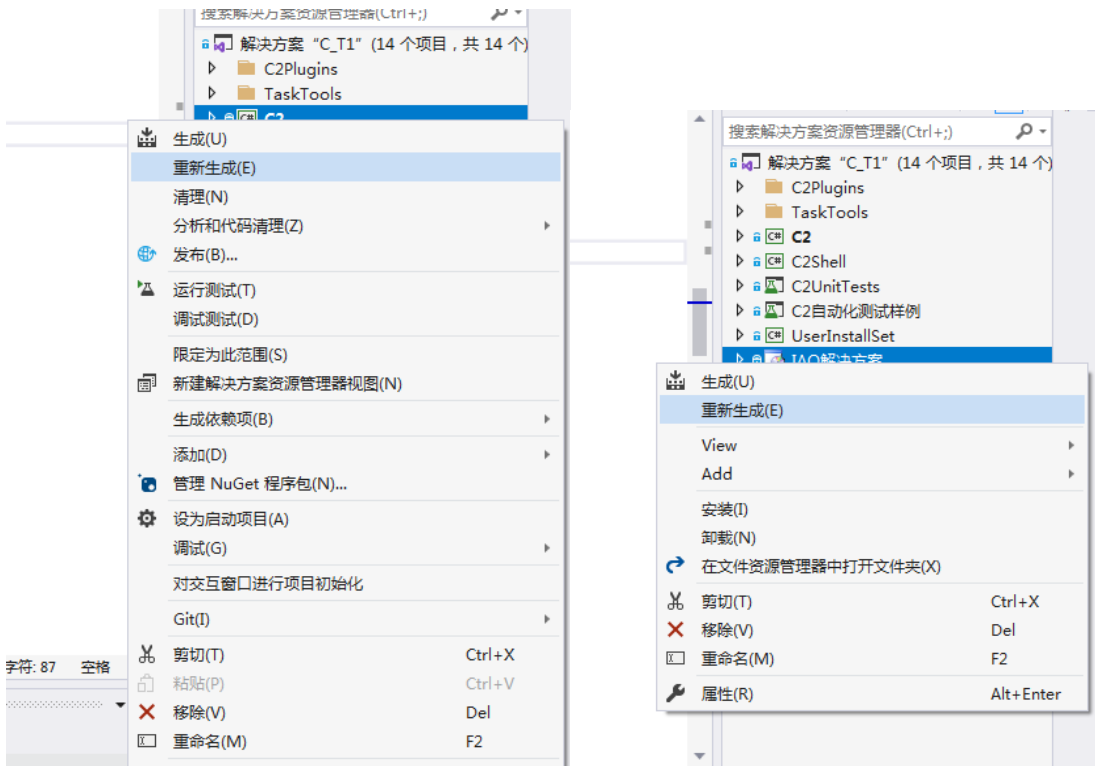 搜索解决方案资源管理器(Ctrl+;)
解决方案 "C_T1" (14 个项目，共 14 个)
C2Plugins
TaskTools
C# C2
生成(U)
重新生成(E)
清理(N)
分析和代码清理(Z)
发布(B)...
运行测试(T)
调试测试(D)
限定为此范围(S)
新建解决方案资源管理器视图(N)
生成依赖项(B)
添加(D)
管理 NuGet 程序包(N)...
设为启动项目(A)
调试(G)
对交互窗口进行项目初始化
Git(I)
剪切(T) Ctrl+X
粘贴(P) Ctrl+V
移除(V) Del
重命名(M) F2
字符: 87 空格
搜索解决方案资源管理器(Ctrl+;)
解决方案 "C_T1" (14 个项目，共 14 个)
C2Plugins
TaskTools
C# C2
C# C2Shell
C2UnitTests
C2自动化测试样例
C# UserInstallSet
IAO解决方案
生成(U)
重新生成(E)
View
Add
安装(I)
卸载(N)
在文件资源管理器中打开文件夹(X)
剪切(T) Ctrl+X
移除(V) Del
重命名(M) F2
属性(R) Alt+Enter